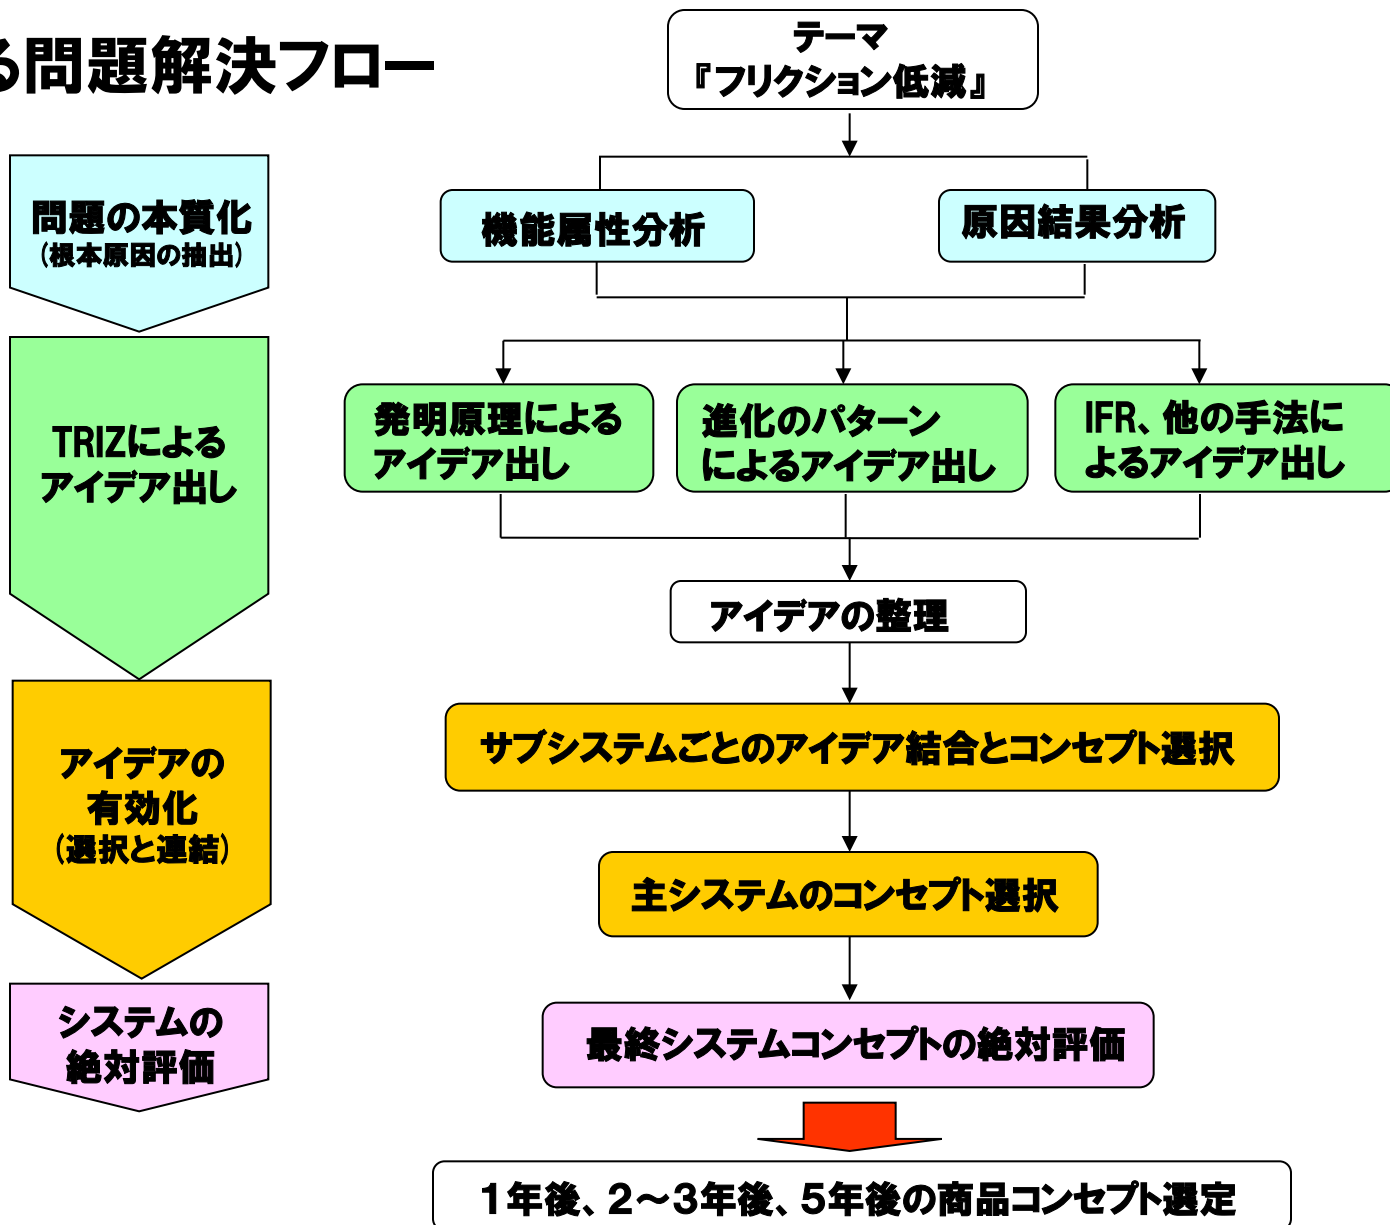 る問題解決フロー
テーマ
『フリクション低減』
問題の本質化
（根本原因の抽出）
機能属性分析
原因結果分析
TRIZによる
アイデア出し
発明原理による
アイデア出し
進化のパターン
によるアイデア出し
IFR、他の手法に
よるアイデア出し
アイデアの整理
アイデアの
有効化
（選択と連結）
サブシステムごとのアイデア結合とコンセプト選択
主システムのコンセプト選択
システムの
絶対評価
最終システムコンセプトの絶対評価
１年後、２～３年後、５年後の商品コンセプト選定